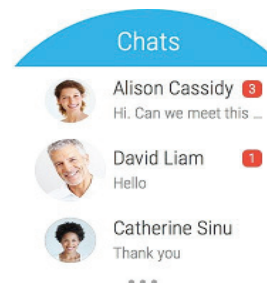 Chats
Alison Cassidy 3
Hi. Can we meet this ...
David Liam 1
Hello
Catherine Sinu
Thank you